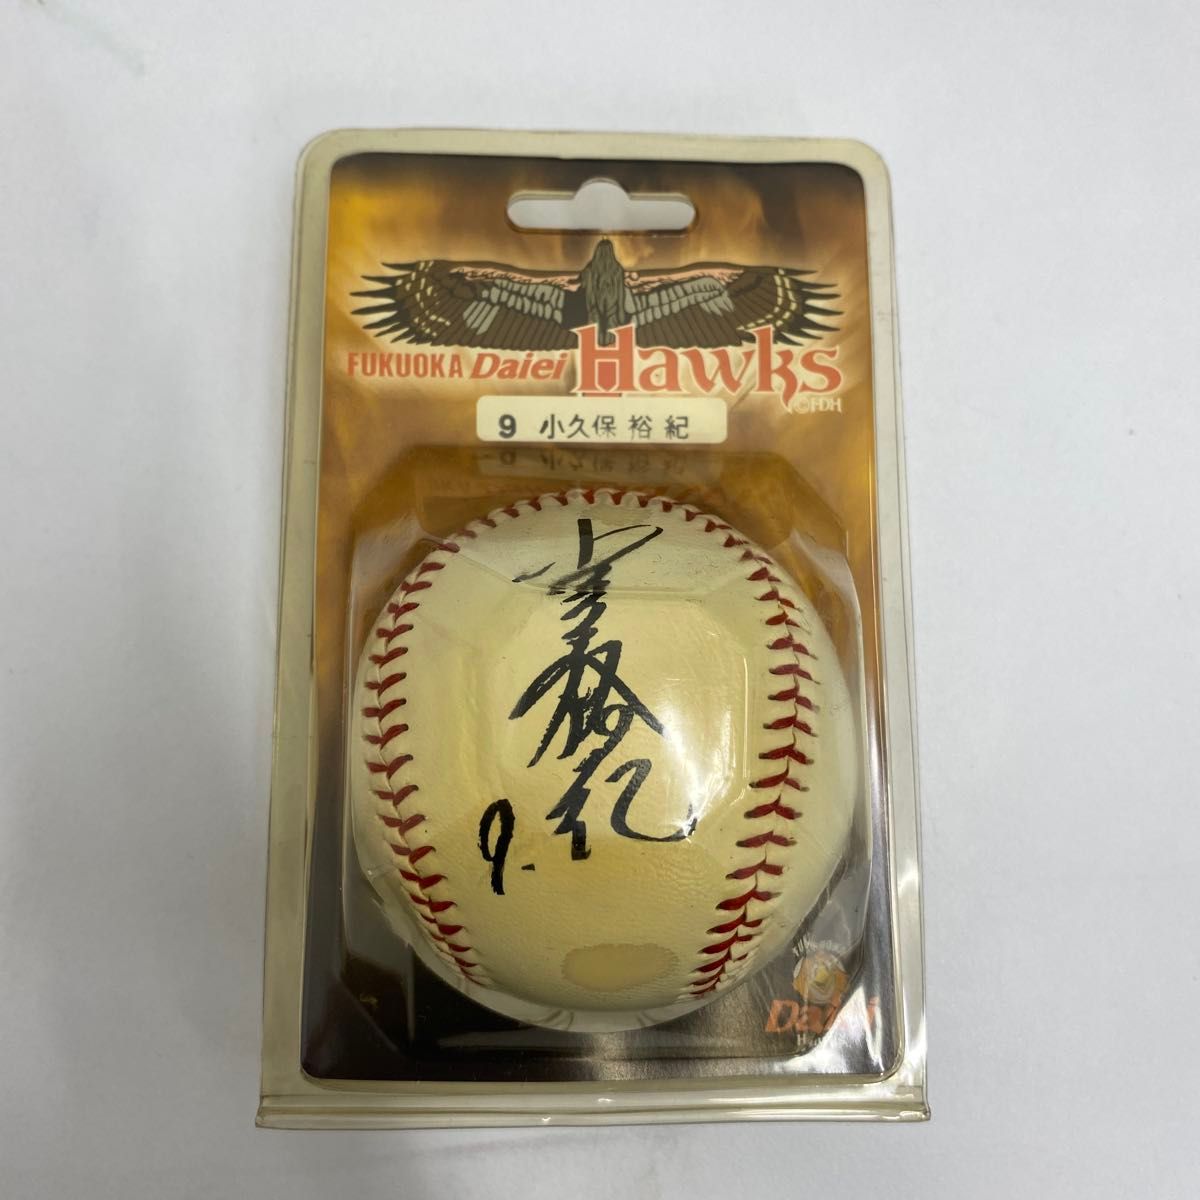 FUKUOKA Daiei Hawks
©FDH
9 小久保 裕紀
9.
Daiei